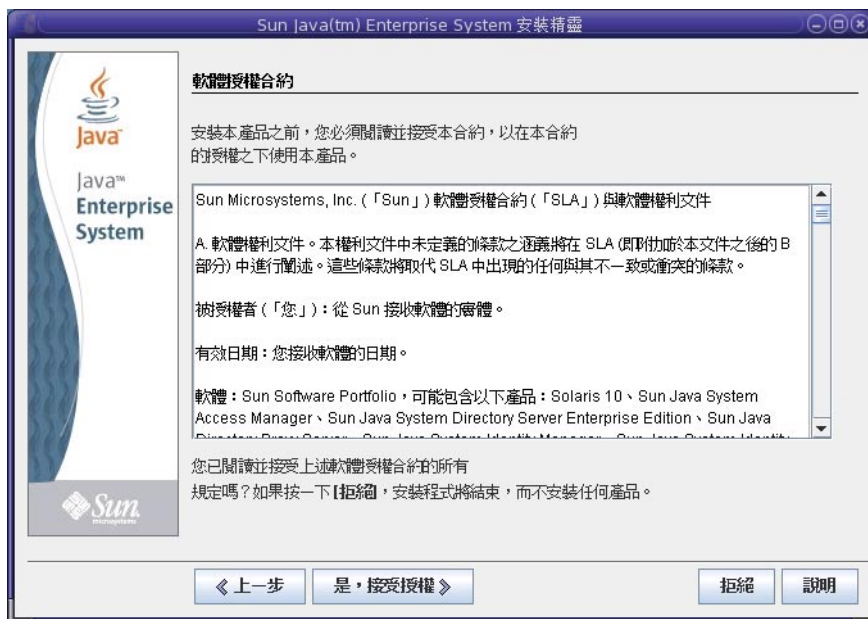 Sun Java(tm) Enterprise System 安裝精靈
Java
Java™
Enterprise
System
Sun
microsystems
軟體授權合約
安裝本產品之前，您必須閱讀並接受本合約，以在本合約
的授權之下使用本產品。
Sun Microsystems, Inc. (「Sun」) 軟體授權合約 (「SLA」) 與軟體權利文件
A. 軟體權利文件。本權利文件中未定義的條款之涵義將在 SLA (即附加於本文件之後的 B
部分) 中進行闡述。這些條款將取代 SLA 中出現的任何與其不一致或衝突的條款。
被授權者 (「您」)：從 Sun 接收軟體的實體。
有效日期：您接收軟體的日期。
軟體：Sun Software Portfolio，可能包含以下產品：Solaris 10、Sun Java System
Access Manager、Sun Java System Directory Server Enterprise Edition、Sun Java
您已閱讀並接受上述軟體授權合約的所有
規定嗎？如果按一下 [拒絕]，安裝程式將結束，而不安裝任何產品。
上一步
是，接受授權
拒絕
說明